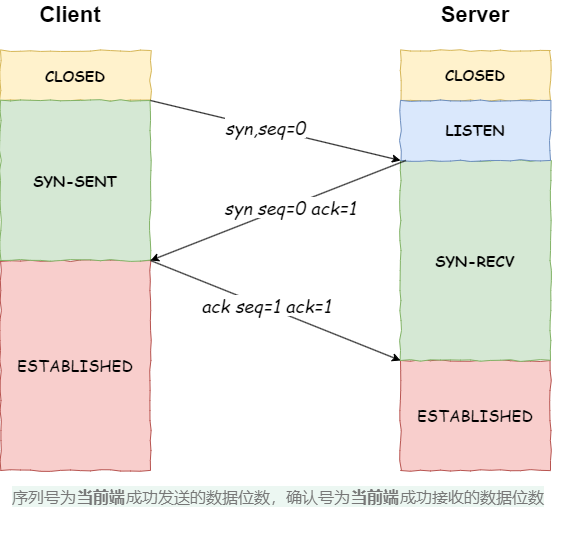 Client Server
CLOSED CLOSED
syn,seq=0 LISTEN
SYN-SENT
syn seq=0 ack=1
SYN-RECV
ack seq=1 ack=1
ESTABLISHED
ESTABLISHED
序列号为当前端成功发送的数据位数，确认号为当前端成功接收的数据位数